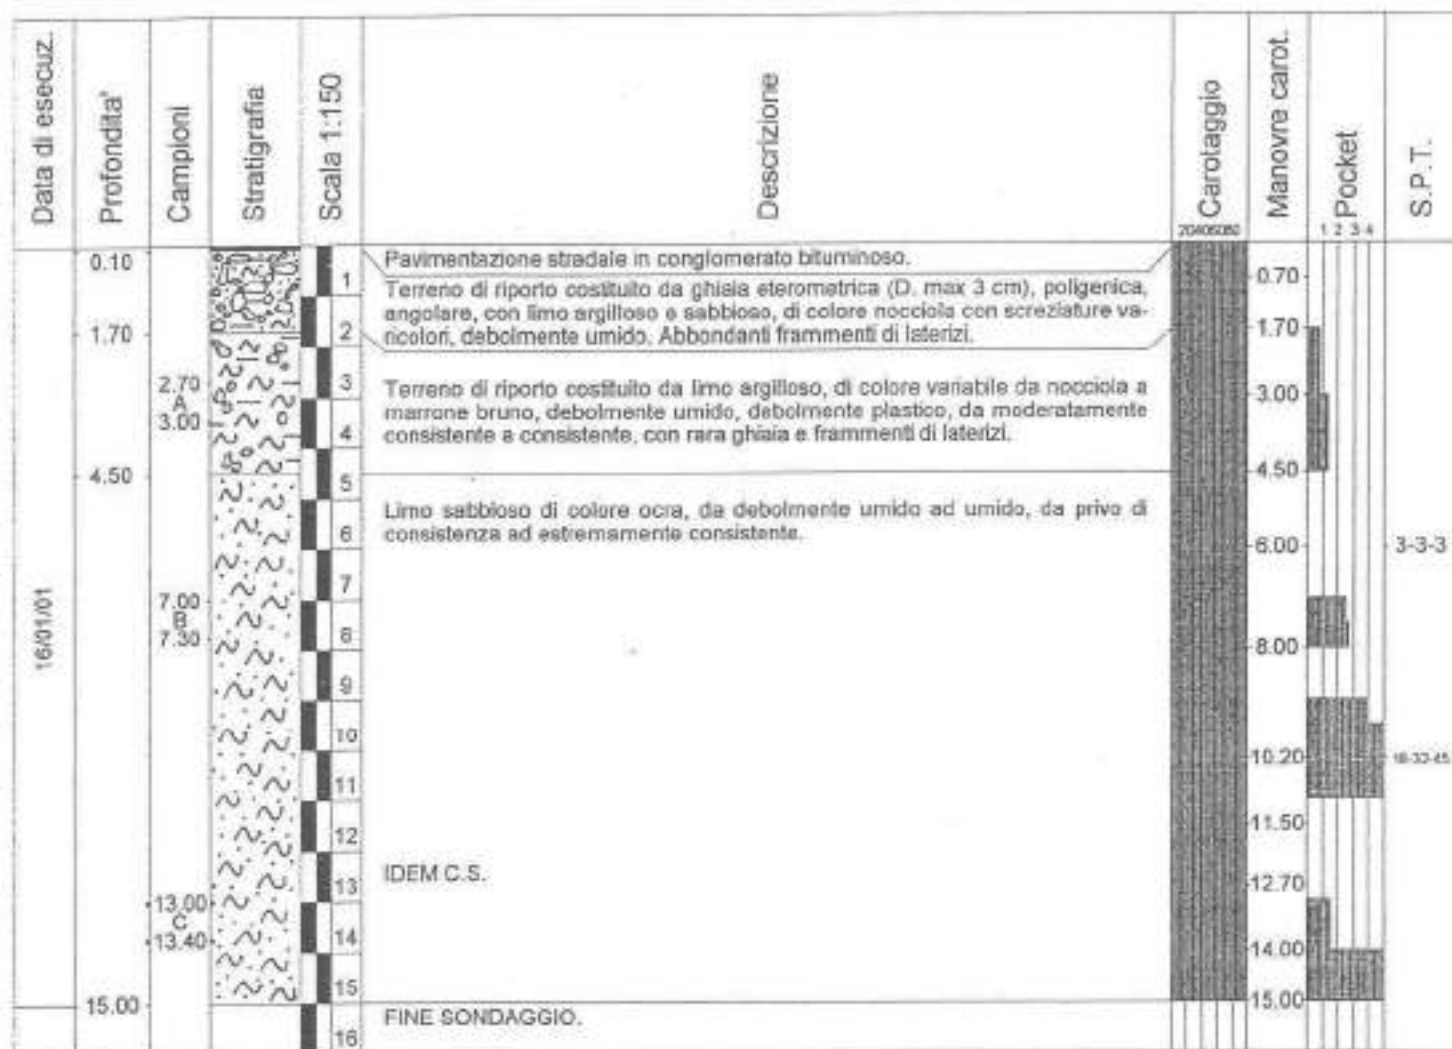 Data di esecuz.
Profondita'
Campioni
Stratigrafia
Scala 1:150
Descrizione
Carotaggio
20406080
Manovre carot.
Pocket
1 2 3 4
S.P.T.
16/01/01
0.10
1.70
4.50
15.00
2.70
A
3.00
7.00
B
7.30
13.00
C
13.40
1
2
3
4
5
6
7
8
9
10
11
12
13
14
15
16
Pavimentazione stradale in conglomerato bituminoso.
Terreno di riporto costituito da ghiaia eterometrica (D. max 3 cm), poligenica,
angolare, con limo argilloso e sabbioso, di colore nocciola con screziature va-
ricolori, debolmente umido. Abbondanti frammenti di laterizi.
Terreno di riporto costituito da limo argilloso, di colore variabile da nocciola a
marrone bruno, debolmente umido, debolmente plastico, da moderatamente
consistente a consistente, con rara ghiaia e frammenti di laterizi.
Limo sabbioso di colore ocra, da debolmente umido ad umido, da privo di
consistenza ad estremamente consistente.
IDEM C.S.
FINE SONDAGGIO.
0.70
1.70
3.00
4.50
6.00
8.00
10.20
11.50
12.70
14.00
15.00
3-3-3